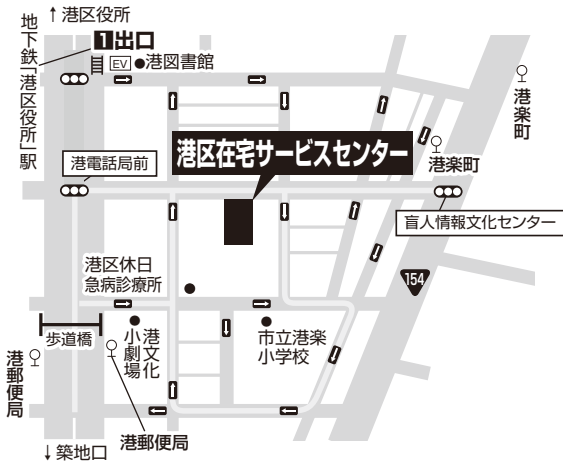 ↑港区役所
地下鉄「港区役所」駅
1出口
EV ●港図書館
港楽町
港区在宅サービスセンター
港電話局前
港楽町
盲人情報文化センター
154
港区休日
急病診療所
歩道橋
港文化
小劇場
市立港楽
小学校
港郵便局
港郵便局
↓築地口